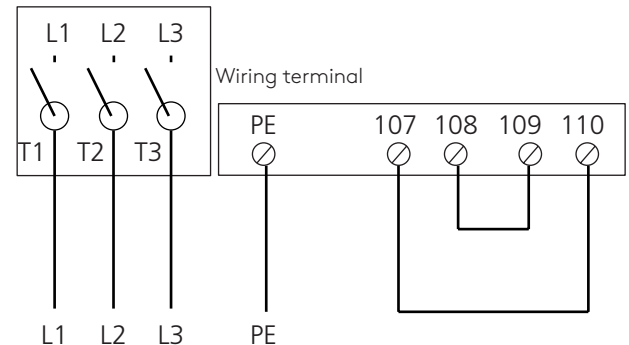 L1 L2 L3
Wiring terminal
PE 107 108 109 110
T1 T2 T3
L1 L2 L3 PE